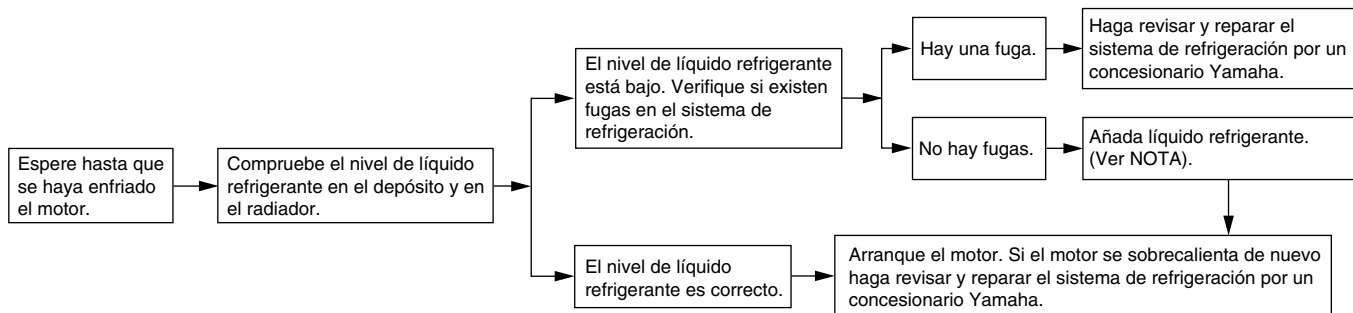 Espere hasta que
se haya enfriado
el motor.
Compruebe el nivel de líquido
refrigerante en el depósito y en
el radiador.
El nivel de líquido refrigerante
está bajo. Verifique si existen
fugas en el sistema de
refrigeración.
Hay una fuga.
Haga revisar y reparar el
sistema de refrigeración por un
concesionario Yamaha.
No hay fugas.
Añada líquido refrigerante.
(Ver NOTA).
El nivel de líquido
refrigerante es correcto.
Arranque el motor. Si el motor se sobrecalienta de nuevo
haga revisar y reparar el sistema de refrigeración por un
concesionario Yamaha.